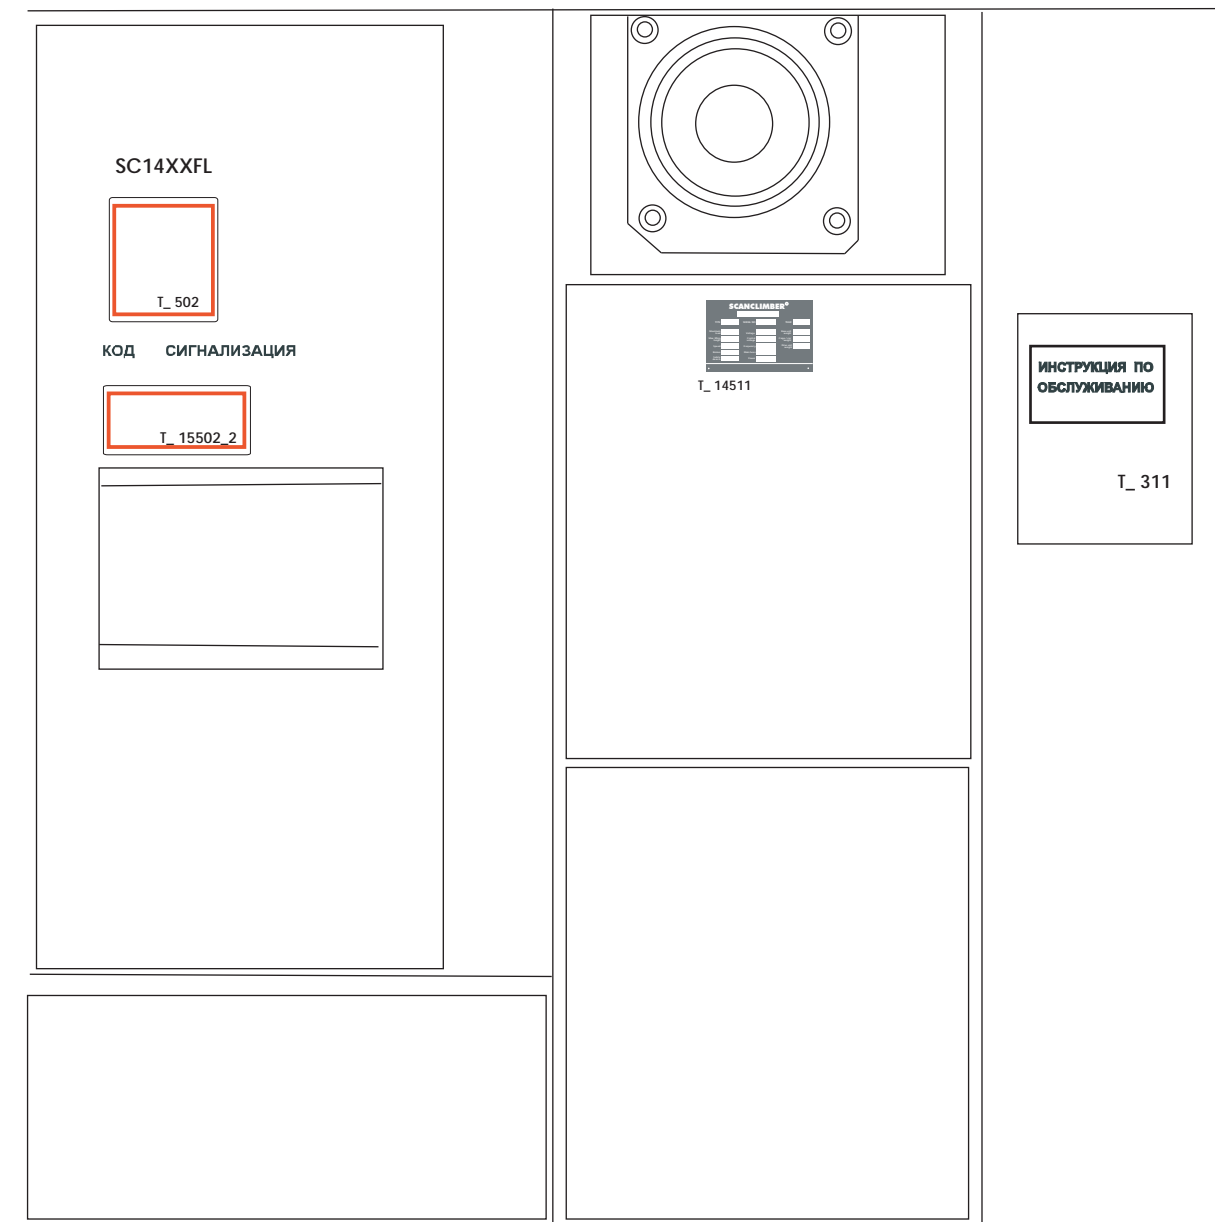 SC14XXFL
T_ 502
КОД СИГНАЛИЗАЦИЯ
T_ 15502_2
SCANCLIMBER®
T_ 14511
ИНСТРУКЦИЯ ПО
ОБСЛУЖИВАНИЮ
T_ 311